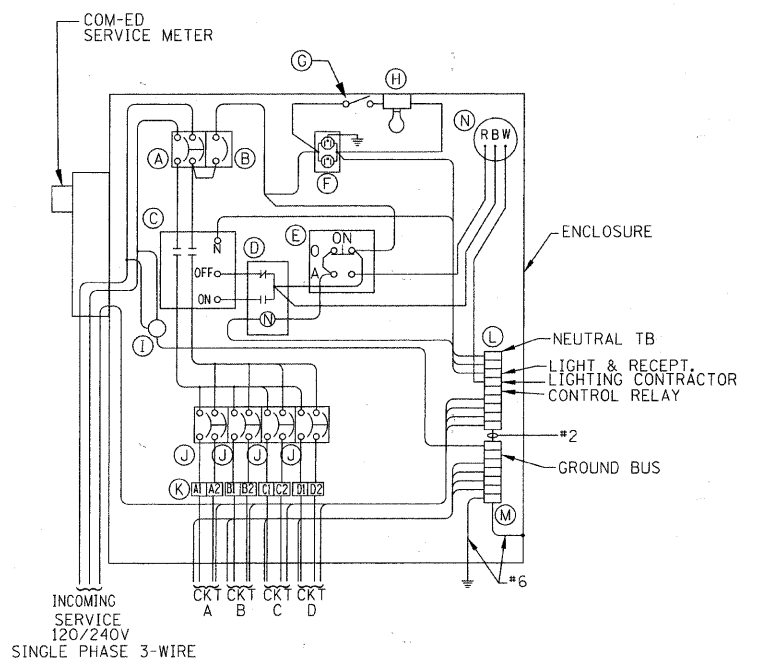 COM-ED
SERVICE METER
G
H
N
R B W
A
B
F
C
N
OFF
ON
D
E
ON
O
A
N
ENCLOSURE
I
L
NEUTRAL TB
LIGHT & RECEPT.
LIGHTING CONTRACTOR
CONTROL RELAY
J
J
J
J
#2
GROUND BUS
K
A1 A2 B1 B2 C1 C2 D1 D2
M
#6
CKT CKT CKT CKT
A B C D
INCOMING
SERVICE
120/240V
SINGLE PHASE 3-WIRE